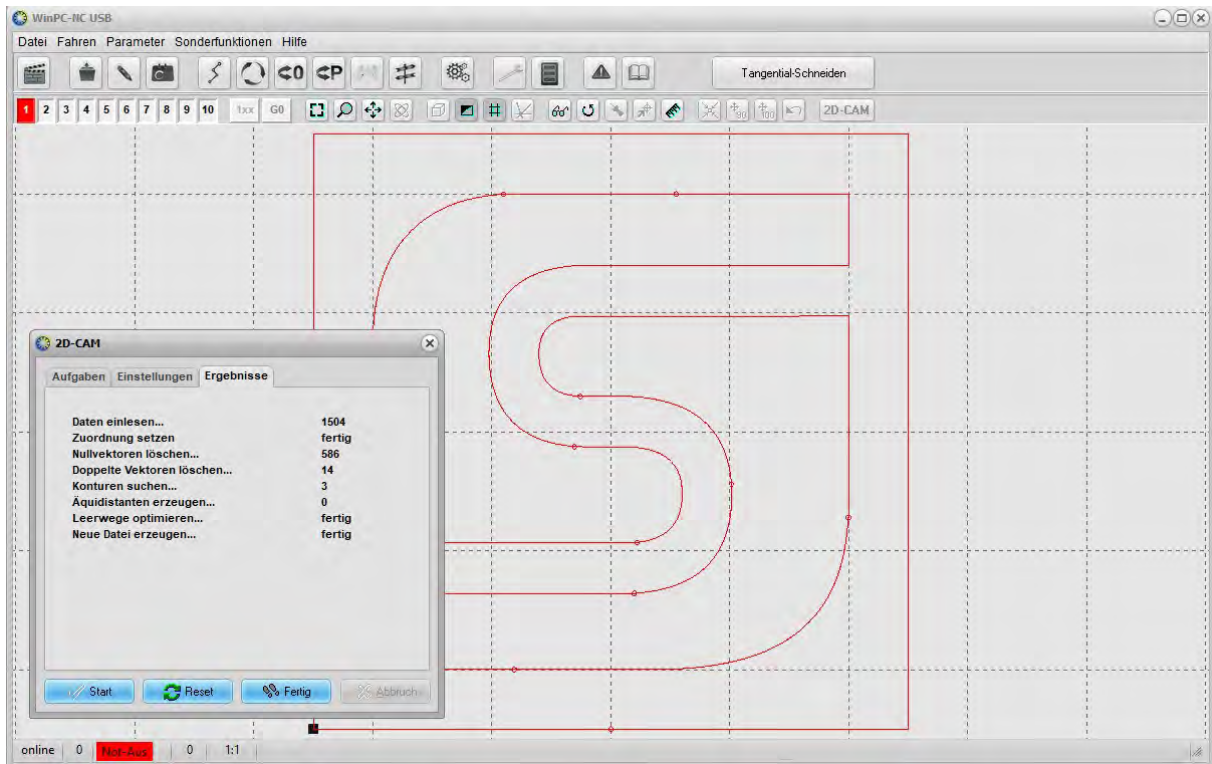 WinPC-NC USB
Datei Fahren Parameter Sonderfunktionen Hilfe
Tangential-Schneiden
1 2 3 4 5 6 7 8 9 10 1xx G0 90 100 2D-CAM
2D-CAM
Aufgaben Einstellungen Ergebnisse
Daten einlesen... 1504
Zuordnung setzen fertig
Nullvektoren löschen... 586
Doppelte Vektoren löschen... 14
Konturen suchen... 3
Äquidistanten erzeugen... 0
Leerwege optimieren... fertig
Neue Datei erzeugen... fertig
Start Reset Fertig Abbruch
online 0 Not-Aus 0 1:1